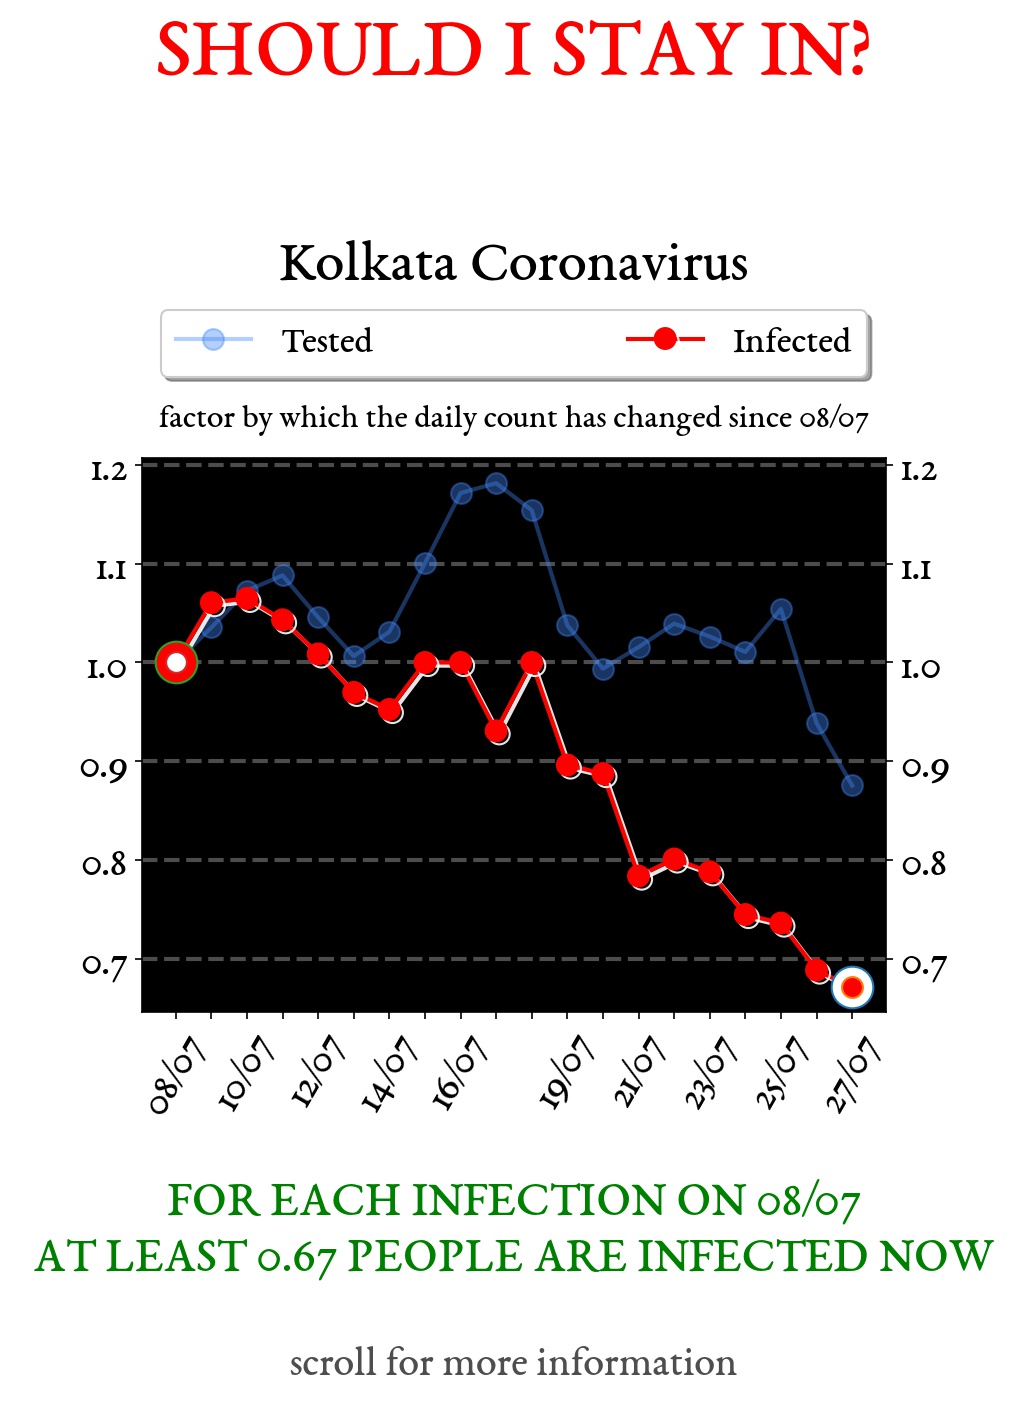 SHOULD I STAY IN?
Kolkata Coronavirus
Tested Infected
factor by which the daily count has changed since 08/07
1.2 1.2
1.1 1.1
1.0 1.0
0.9 0.9
0.8 0.8
0.7 0.7
08/07 10/07 12/07 14/07 16/07 19/07 21/07 23/07 25/07 27/07
FOR EACH INFECTION ON 08/07
AT LEAST 0.67 PEOPLE ARE INFECTED NOW
scroll for more information